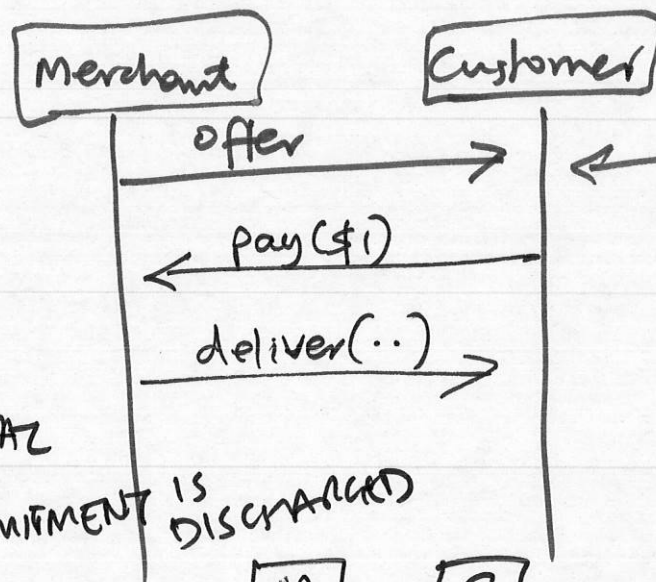 Merchant Customer
offer
pay($1)
deliver(..)
IS
DISCHARGED